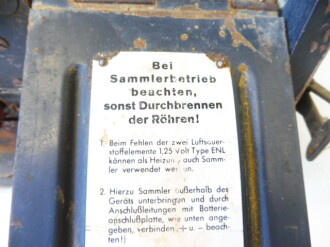 Bei
Sammlerbetrieb
beachten,
sonst Durchbrennen
der Röhren!
1. Beim Fehlen der zwei Luftsauer-
stoffelemente 1,25 Volt Type ENL
können als Heizung auch Samm-
ler verwendet werden.
2. Hierzu Sammler außerhalb des
Geräts unterbringen und durch
Anschlußleitungen mit Batterie-
anschlußplatte, wie unten ange-
geben, verbinden. + u. – beach-
ten!)